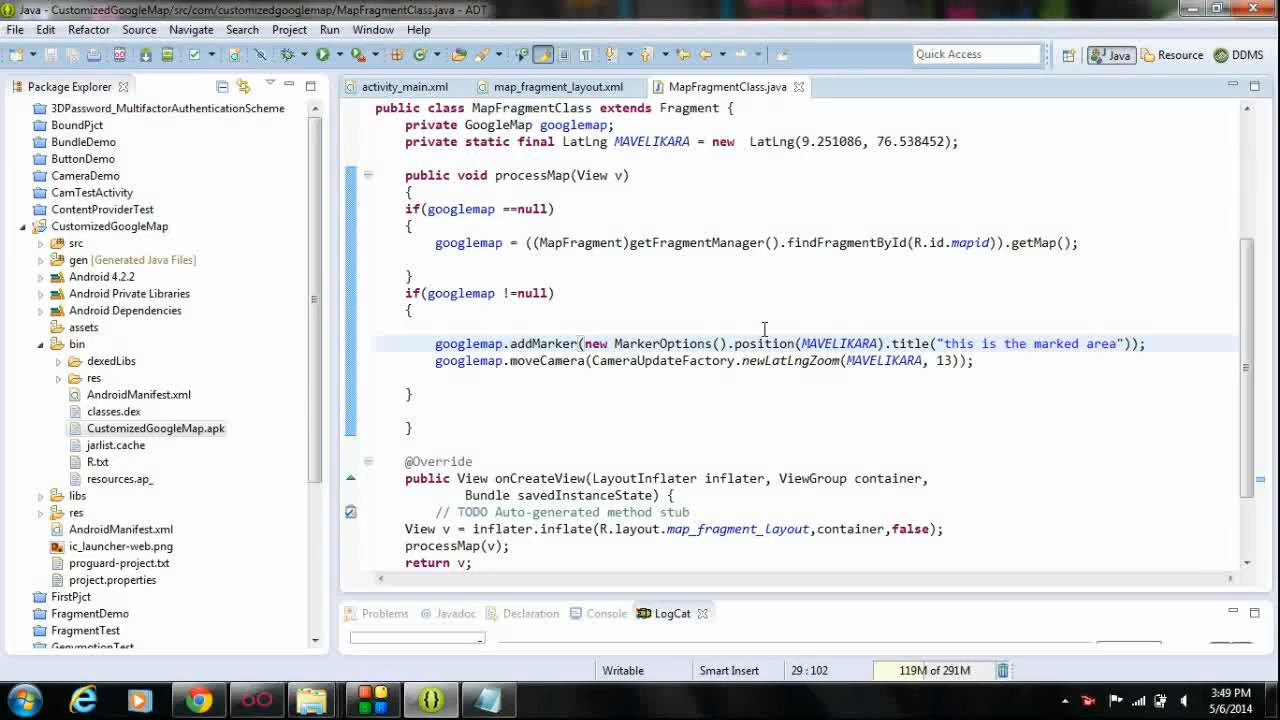 Java - CustomizedGoogleMap/src/com/customizedgooglemap/MapFragmentClass.java - ADT
File Edit Refactor Source Navigate Search Project Run Window Help
Quick Access
Java
Resource
DDMS
Package Explorer
3DPassword_MultifactorAuthenticationScheme
BoundPjct
BundleDemo
ButtonDemo
CameraDemo
CamTestActivity
ContentProviderTest
CustomizedGoogleMap
src
gen [Generated Java Files]
Android 4.2.2
Android Private Libraries
Android Dependencies
assets
bin
dexedLibs
res
AndroidManifest.xml
classes.dex
CustomizedGoogleMap.apk
jarlist.cache
R.txt
resources.ap_
libs
res
AndroidManifest.xml
ic_launcher-web.png
proguard-project.txt
project.properties
FirstPjct
FragmentDemo
FragmentTest
GenymotionTest
activity_main.xml
map_fragment_layout.xml
MapFragmentClass.java
public class MapFragmentClass extends Fragment {
private GoogleMap googlemap;
private static final LatLng MAVELIKARA = new  LatLng(9.251086, 76.538452);
public void processMap(View v)
{
if(googlemap ==null)
{
googlemap = ((MapFragment)getFragmentManager().findFragmentById(R.id.mapid)).getMap();
}
if(googlemap !=null)
{
googlemap.addMarker(new MarkerOptions().position(MAVELIKARA).title("this is the marked area"));
googlemap.moveCamera(CameraUpdateFactory.newLatLngZoom(MAVELIKARA, 13));
}
}
@Override
public View onCreateView(LayoutInflater inflater, ViewGroup container,
Bundle savedInstanceState) {
// TODO Auto-generated method stub
View v = inflater.inflate(R.layout.map_fragment_layout,container,false);
processMap(v);
return v;
Problems
Javadoc
Declaration
Console
LogCat
Writable
Smart Insert
29 : 102
119M of 291M
3:49 PM
5/6/2014